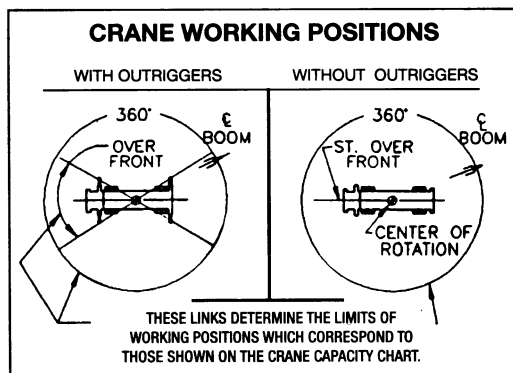 CRANE WORKING POSITIONS
WITH OUTRIGGERS
WITHOUT OUTRIGGERS
360°
℄
BOOM
OVER
FRONT
360°
℄
BOOM
ST. OVER
FRONT
CENTER OF
ROTATION
THESE LINKS DETERMINE THE LIMITS OF
WORKING POSITIONS WHICH CORRESPOND TO
THOSE SHOWN ON THE CRANE CAPACITY CHART.